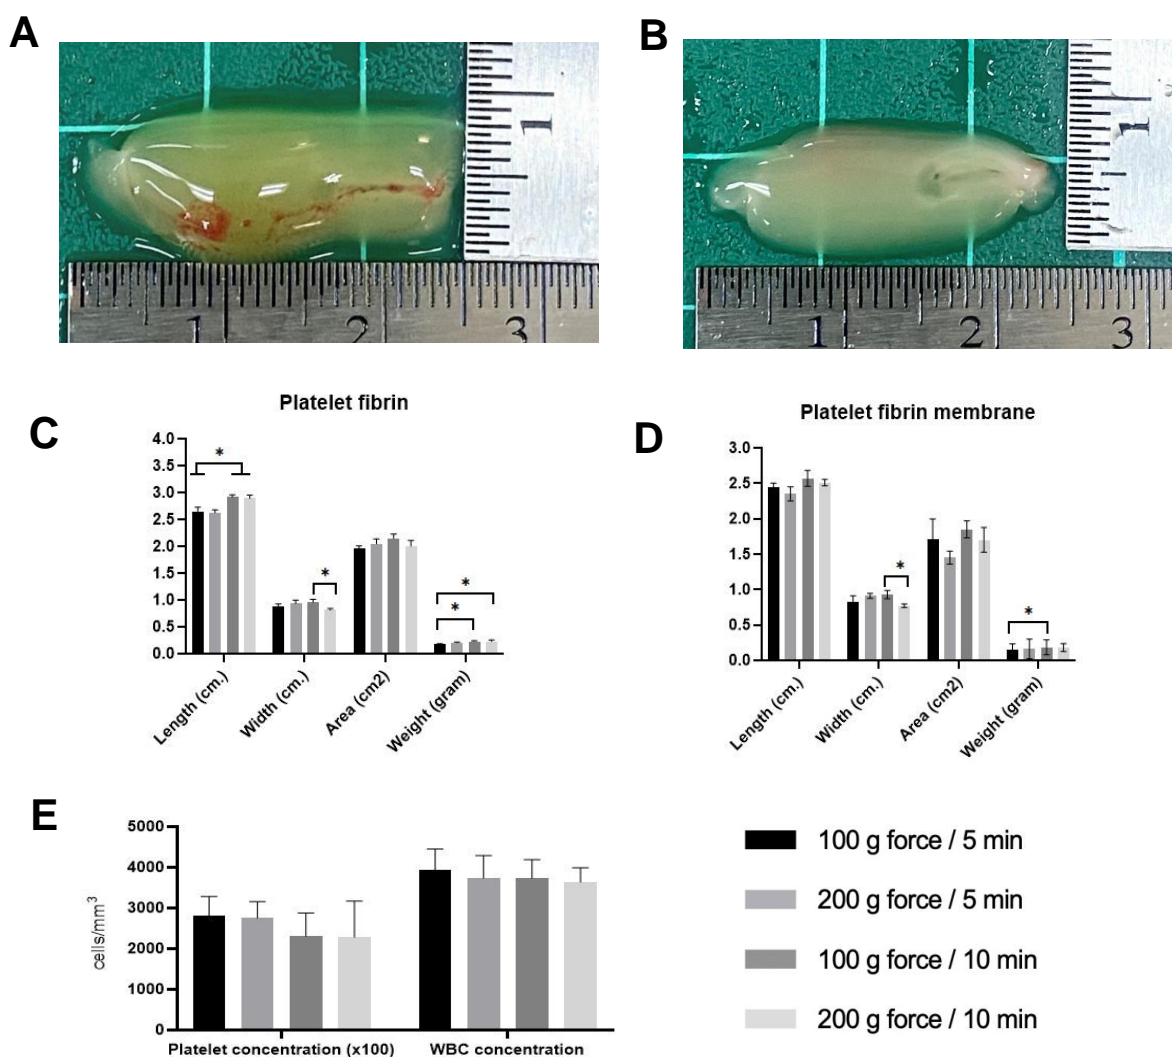 A
B
1
1
1
2
3
1
2
3
Platelet fibrin
C
4.0
3.5
3.0
2.5
2.0
1.5
1.0
0.5
0.0
*
*
*
*
Length (cm.)
Width (cm.)
Area (cm2)
Weight (gram)
Platelet fibrin membrane
D
3.0
2.5
2.0
1.5
1.0
0.5
0.0
*
*
Length (cm.)
Width (cm.)
Area (cm2)
Weight (gram)
E
5000
4000
3000
2000
1000
0
cells/mm3
Platelet concentration (x100)
WBC concentration
100 g force / 5 min
200 g force / 5 min
100 g force / 10 min
200 g force / 10 min